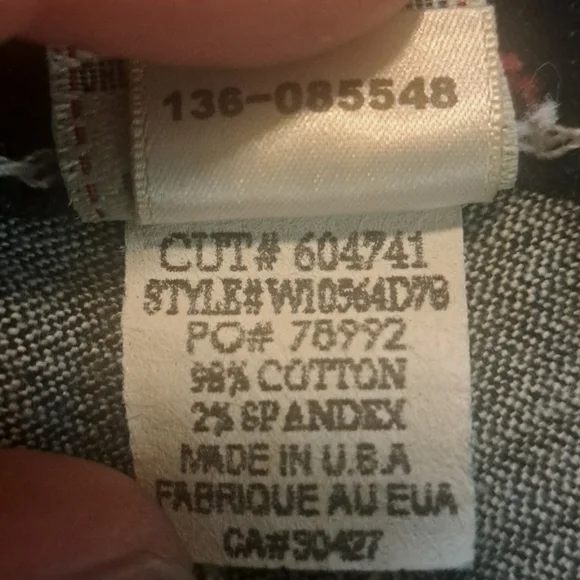 136-085548
CUT# 604741
STYLE# W10564D78
PO# 78992
98% COTTON
2% SPANDEX
MADE IN U.S.A
FABRIQUE AU EUA
CA#30427